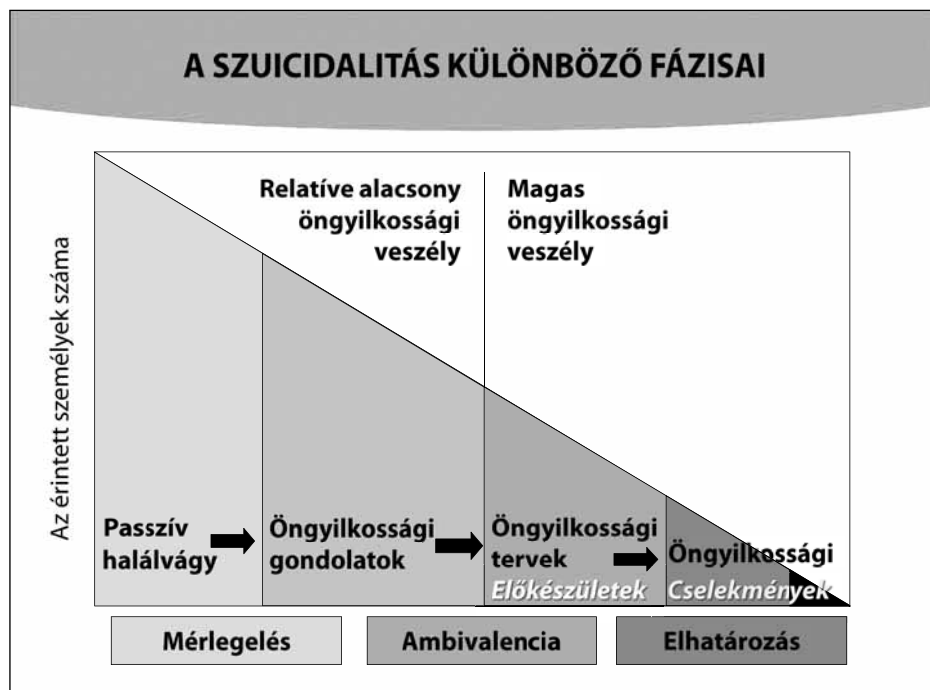 A SZUICIDALITÁS KÜLÖNBÖZŐ FÁZISAI
Relatíve alacsony
öngyilkossági
veszély
Magas
öngyilkossági
veszély
Az érintett személyek száma
Passzív
halálvágy
Öngyilkossági
gondolatok
Öngyilkossági
tervek
Előkészületek
Öngyilkossági
Cselekmények
Mérlegelés
Ambivalencia
Elhatározás